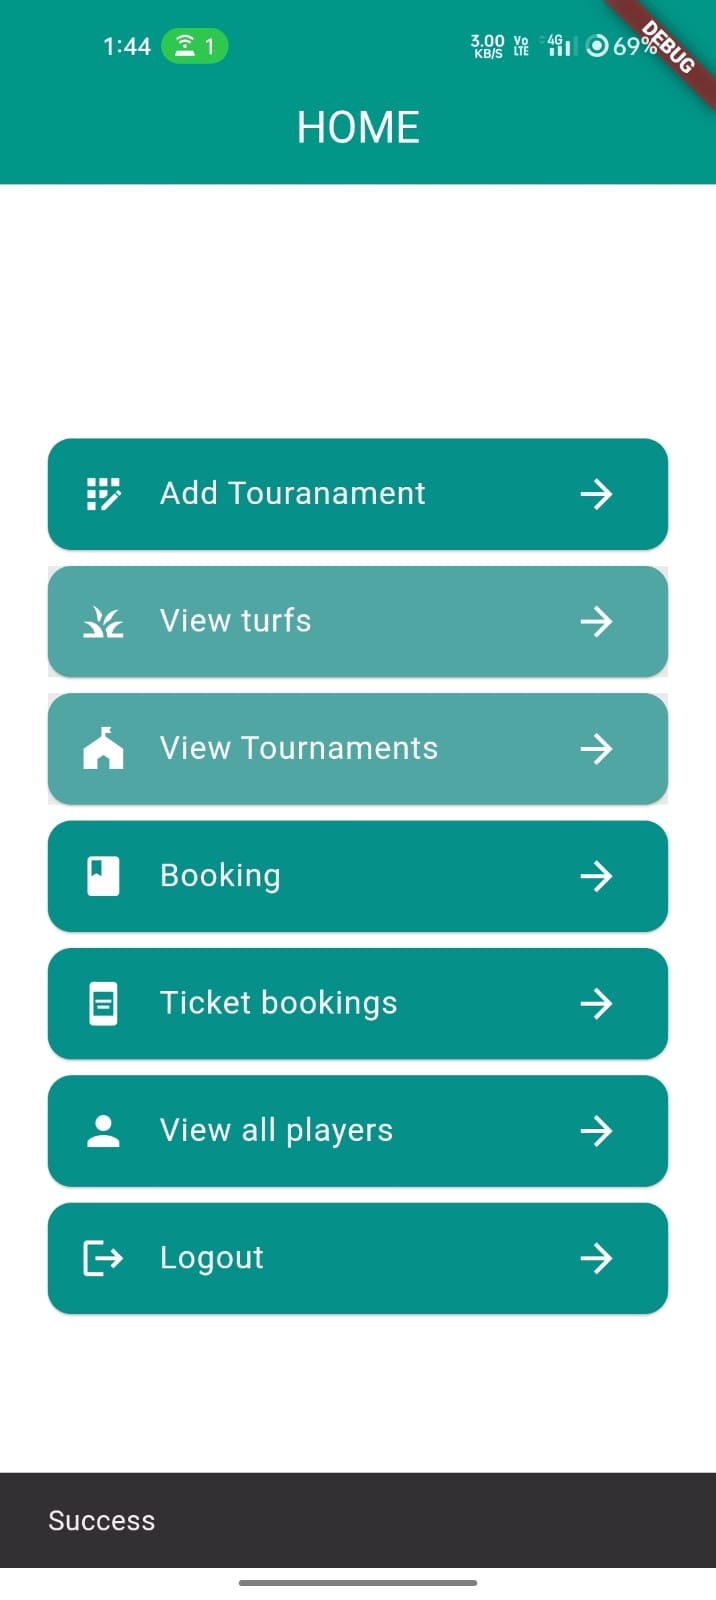 1:44 1 3.00 KB/S Vo LTE 4G 69%
DEBUG
HOME
Add Touranament
View turfs
View Tournaments
Booking
Ticket bookings
View all players
Logout
Success